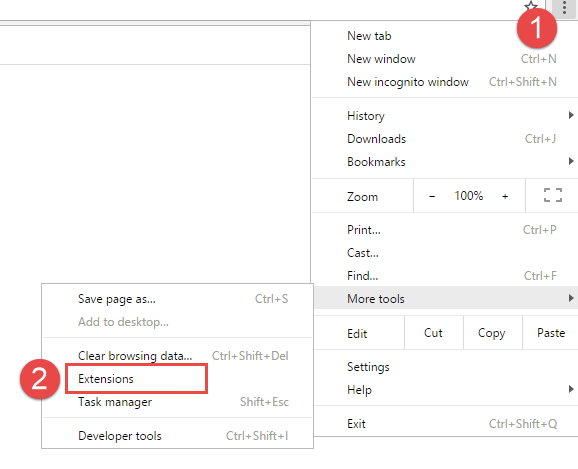 1
New tab
New window Ctrl+N
New incognito window Ctrl+Shift+N
History
Downloads Ctrl+J
Bookmarks
Zoom − 100% +
Print... Ctrl+P
Cast...
Find... Ctrl+F
More tools
Edit Cut Copy Paste
Settings
Help
Exit Ctrl+Shift+Q
Save page as... Ctrl+S
Add to desktop...
Clear browsing data... Ctrl+Shift+Del
2 Extensions
Task manager Shift+Esc
Developer tools Ctrl+Shift+I